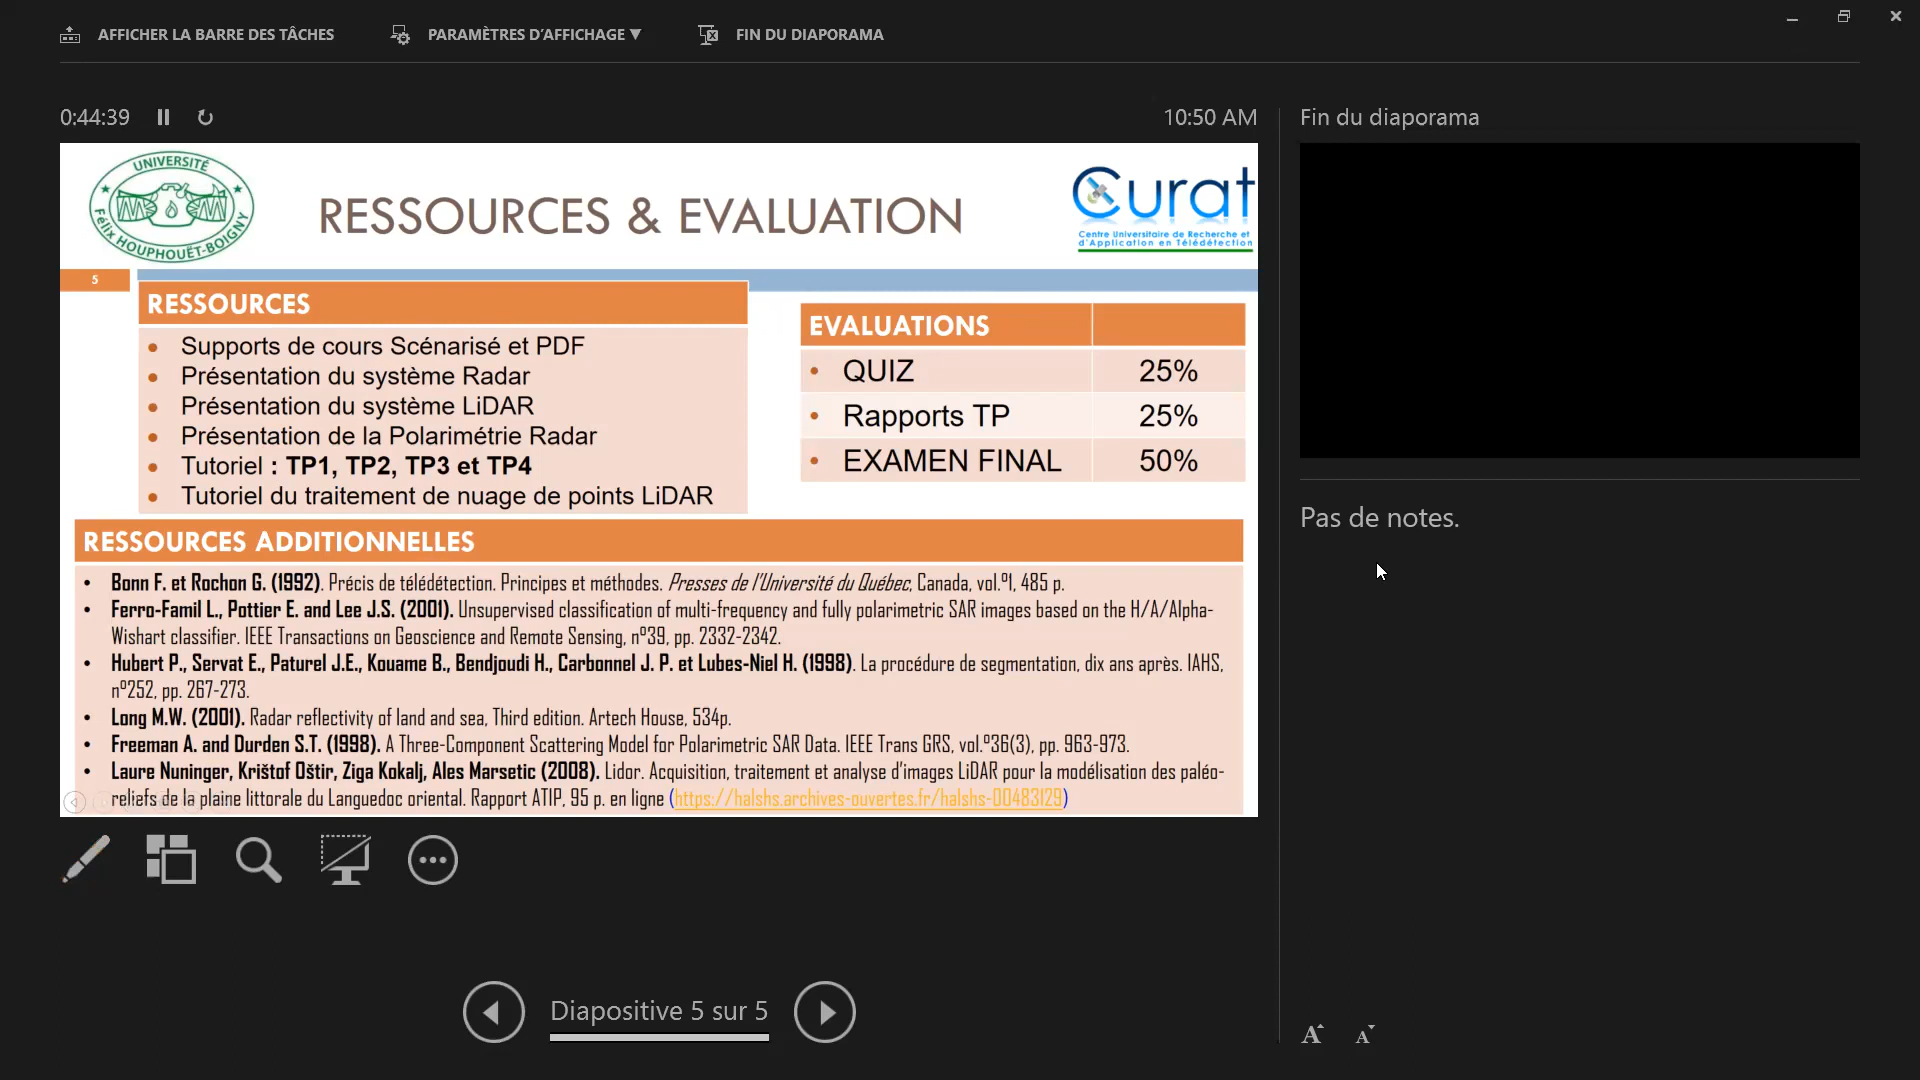 AFFICHER LA BARRE DES TÂCHES
PARAMÈTRES D'AFFICHAGE ▼
FIN DU DIAPORAMA
0:44:39
10:50 AM
Fin du diaporama
UNIVERSITÉ
Félix HOUPHOUËT-BOIGNY
RESSOURCES & EVALUATION
Curat
Centre Universitaire de Recherche et
d'Application en Télédétection
5
RESSOURCES
• Supports de cours Scénarisé et PDF
• Présentation du système Radar
• Présentation du système LiDAR
• Présentation de la Polarimétrie Radar
• Tutoriel : TP1, TP2, TP3 et TP4
• Tutoriel du traitement de nuage de points LiDAR
EVALUATIONS
• QUIZ 25%
• Rapports TP 25%
• EXAMEN FINAL 50%
RESSOURCES ADDITIONNELLES
• Bonn F. et Rochon G. (1992). Précis de télédétection. Principes et méthodes. Presses de l'Université du Québec, Canada, vol.°1, 485 p.
• Ferro-Famil L., Pottier E. and Lee J.S. (2001). Unsupervised classification of multi-frequency and fully polarimetric SAR images based on the H/A/Alpha-
Wishart classifier. IEEE Transactions on Geoscience and Remote Sensing, n°39, pp. 2332-2342.
• Hubert P., Servat E., Paturel J.E., Kouame B., Bendjoudi H., Carbonnel J. P. et Lubes-Niel H. (1998). La procédure de segmentation, dix ans après. IAHS,
n°252, pp. 267-273.
• Long M.W. (2001). Radar reflectivity of land and sea, Third edition. Artech House, 534p.
• Freeman A. and Durden S.T. (1998). A Three-Component Scattering Model for Polarimetric SAR Data. IEEE Trans GRS, vol.°36(3), pp. 963-973.
• Laure Nuninger, Krištof Oštir, Ziga Kokalj, Ales Marsetic (2008). Lidor. Acquisition, traitement et analyse d'images LiDAR pour la modélisation des paléo-
reliefs de la plaine littorale du Languedoc oriental. Rapport ATIP, 95 p. en ligne (https://halshs.archives-ouvertes.fr/halshs-00483129)
Pas de notes.
Diapositive 5 sur 5
A A